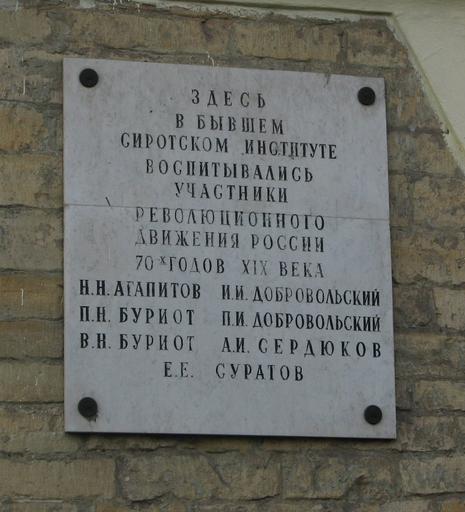 ЗДЕСЬ
В БЫВШЕМ
СИРОТСКОМ ИНСТИТУТЕ
ВОСПИТЫВАЛИСЬ
УЧАСТНИКИ
РЕВОЛЮЦИОННОГО
ДВИЖЕНИЯ РОССИИ
70-Х ГОДОВ XIX ВЕКА
Н.Н. АГАПИТОВ И.И. ДОБРОВОЛЬСКИЙ
П.Н. БУРИОТ П.И. ДОБРОВОЛЬСКИЙ
В.Н. БУРИОТ А.И. СЕРДЮКОВ
Е.Е. СУРАТОВ